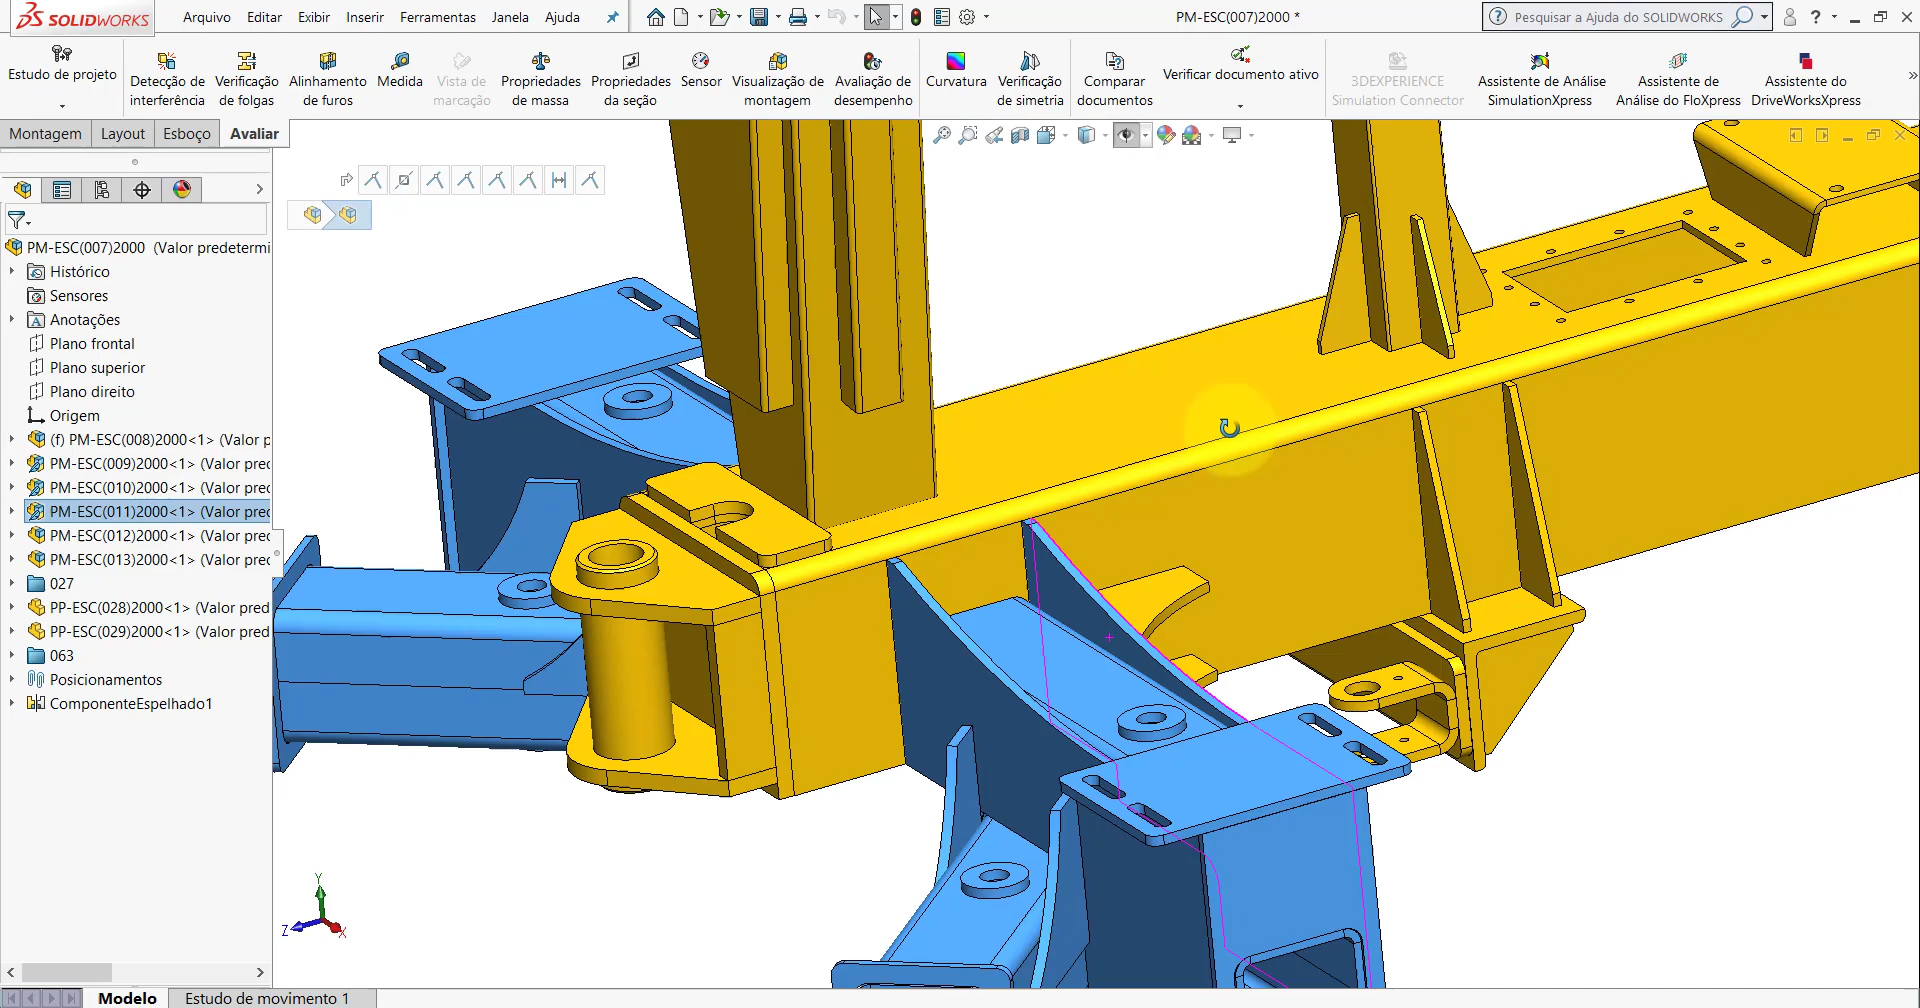 SOLIDWORKS
Arquivo Editar Exibir Inserir Ferramentas Janela Ajuda
PM-ESC(007)2000 *
Pesquisar a Ajuda do SOLIDWORKS
?
Estudo de projeto
Detecção de interferência
Verificação de folgas
Alinhamento de furos
Medida
Vista de marcação
Propriedades de massa
Propriedades da seção
Sensor
Visualização de montagem
Avaliação de desempenho
Curvatura
Verificação de simetria
Comparar documentos
Verificar documento ativo
3DEXPERIENCE Simulation Connector
Assistente de Análise SimulationXpress
Assistente de Análise do FloXpress
Assistente do DriveWorksXpress
Montagem Layout Esboço Avaliar
PM-ESC(007)2000 (Valor predetermi
Histórico
Sensores
Anotações
Plano frontal
Plano superior
Plano direito
Origem
(f) PM-ESC(008)2000<1> (Valor p
PM-ESC(009)2000<1> (Valor pred
PM-ESC(010)2000<1> (Valor pred
PM-ESC(011)2000<1> (Valor pred
PM-ESC(012)2000<1> (Valor pred
PM-ESC(013)2000<1> (Valor pred
027
PP-ESC(028)2000<1> (Valor pred
PP-ESC(029)2000<1> (Valor pred
063
Posicionamentos
ComponenteEspelhado1
Y
Z
X
Modelo Estudo de movimento 1